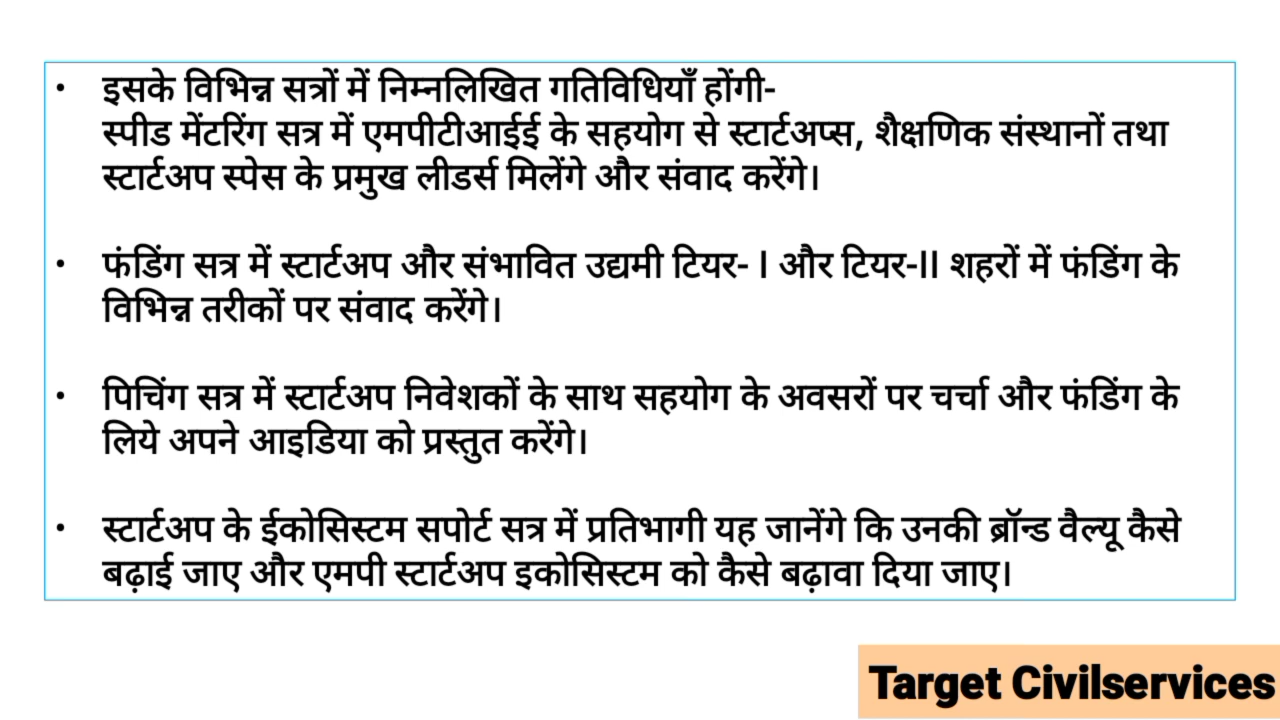 • इसके विभिन्न सत्रों में निम्नलिखित गतिविधियाँ होंगी-
स्पीड मेंटरिंग सत्र में एमपीटीआईई के सहयोग से स्टार्टअप्स, शैक्षणिक संस्थानों तथा
स्टार्टअप स्पेस के प्रमुख लीडर्स मिलेंगे और संवाद करेंगे।
• फंडिंग सत्र में स्टार्टअप और संभावित उद्यमी टियर- I और टियर-II शहरों में फंडिंग के
विभिन्न तरीकों पर संवाद करेंगे।
• पिचिंग सत्र में स्टार्टअप निवेशकों के साथ सहयोग के अवसरों पर चर्चा और फंडिंग के
लिये अपने आइडिया को प्रस्तुत करेंगे।
• स्टार्टअप के ईकोसिस्टम सपोर्ट सत्र में प्रतिभागी यह जानेंगे कि उनकी ब्रॉन्ड वैल्यू कैसे
बढ़ाई जाए और एमपी स्टार्टअप इकोसिस्टम को कैसे बढ़ावा दिया जाए।
Target Civilservices